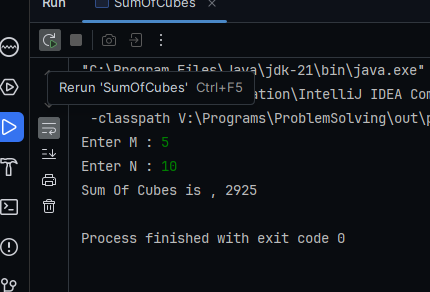 Run SumOfCubes ×
"C:\Program Files\Java\jdk-21\bin\java.exe"
Rerun 'SumOfCubes' Ctrl+F5
ation\IntelliJ IDEA Com
-classpath V:\Programs\ProblemSolving\out\p
Enter M : 5
Enter N : 10
Sum Of Cubes is , 2925
Process finished with exit code 0